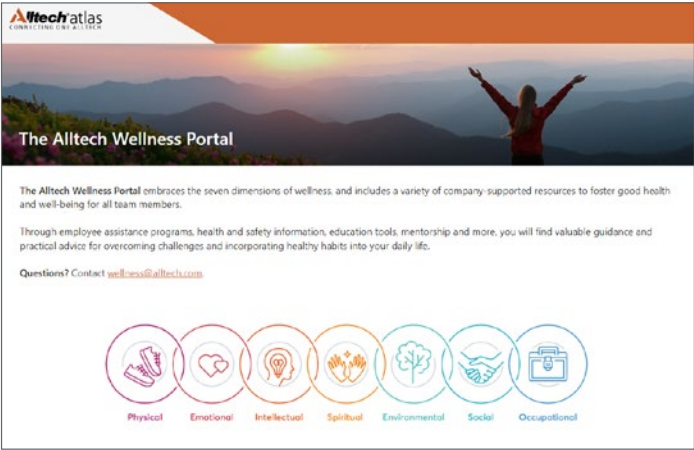 Alltech atlas
CONNECTING ONE ALLTECH
The Alltech Wellness Portal
The Alltech Wellness Portal embraces the seven dimensions of wellness, and includes a variety of company-supported resources to foster good health
and well-being for all team members.
Through employee assistance programs, health and safety information, education tools, mentorship and more, you will find valuable guidance and
practical advice for overcoming challenges and incorporating healthy habits into your daily life.
Questions? Contact wellness@alltech.com.
Physical Emotional Intellectual Spiritual Environmental Social Occupational